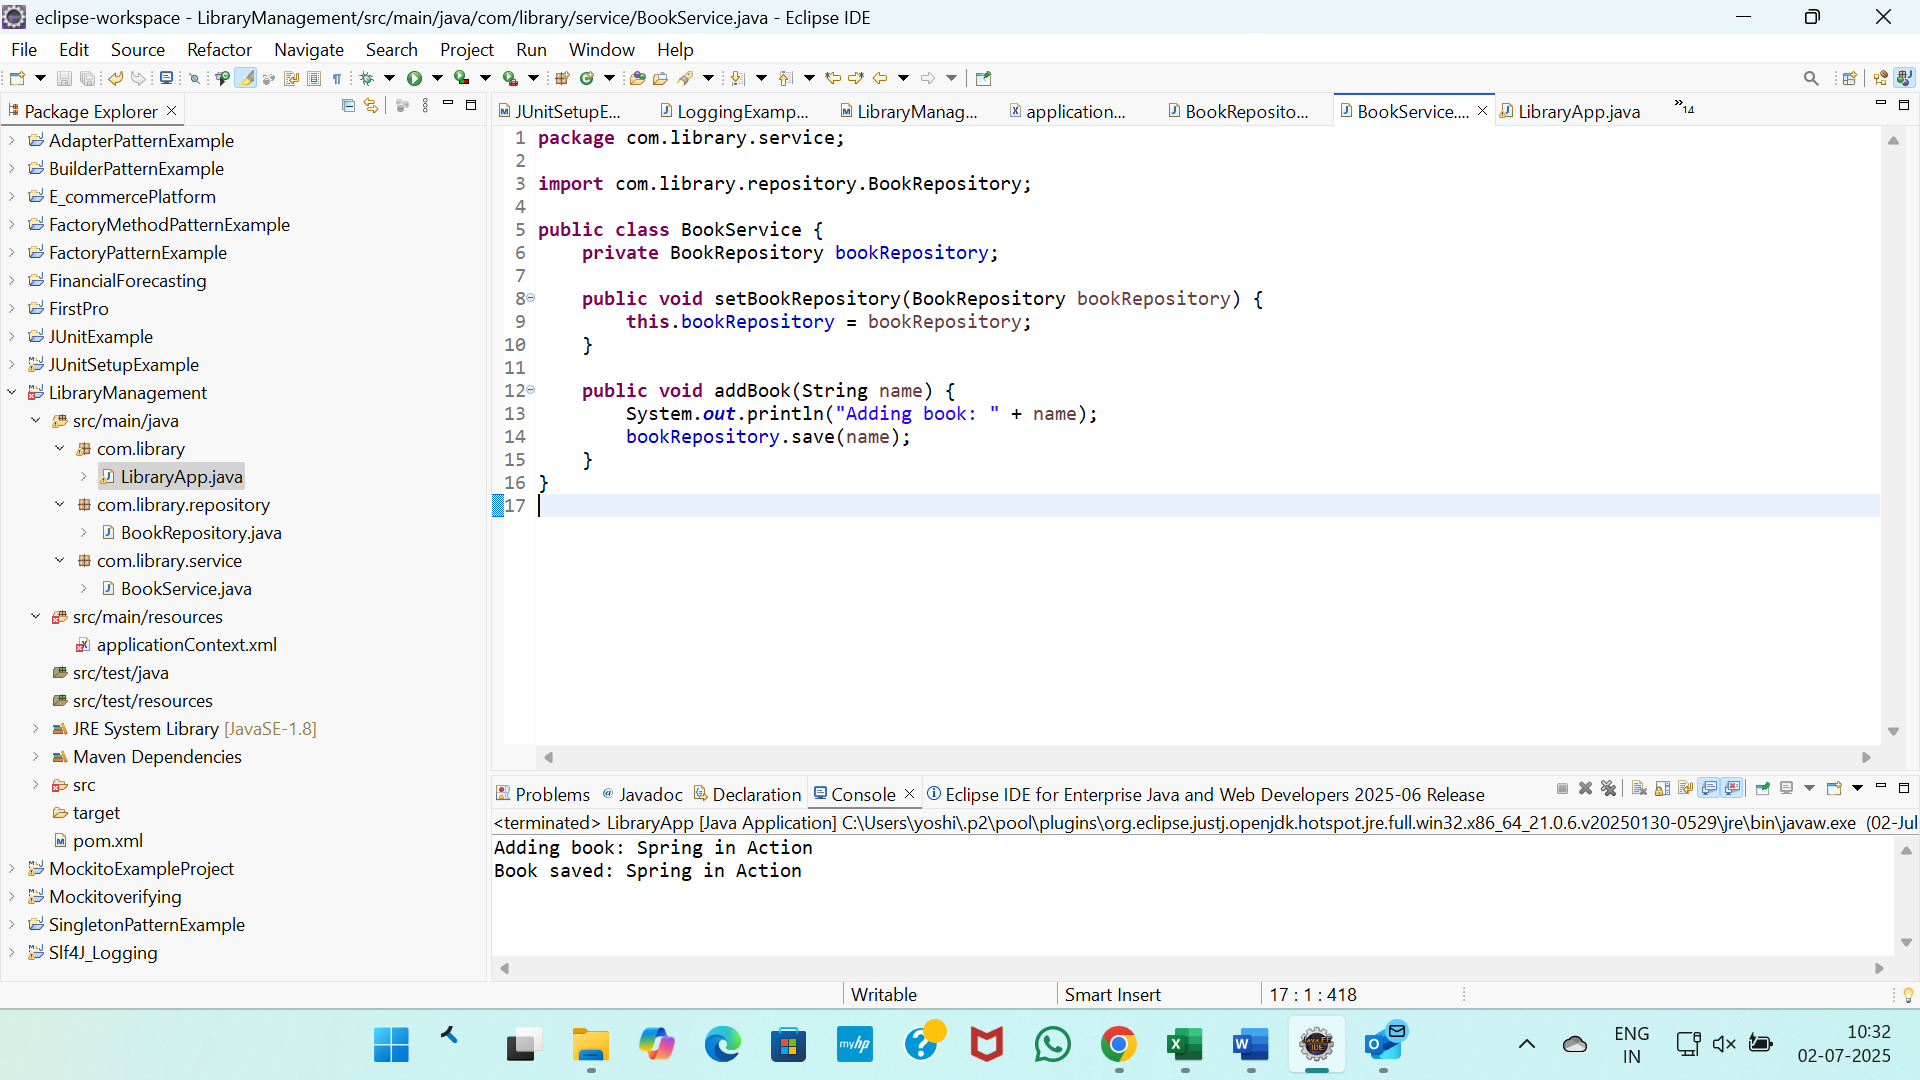 eclipse-workspace - LibraryManagement/src/main/java/com/library/service/BookService.java - Eclipse IDE
File Edit Source Refactor Navigate Search Project Run Window Help
Package Explorer
AdapterPatternExample
BuilderPatternExample
E_commercePlatform
FactoryMethodPatternExample
FactoryPatternExample
FinancialForecasting
FirstPro
JUnitExample
JUnitSetupExample
LibraryManagement
src/main/java
com.library
LibraryApp.java
com.library.repository
BookRepository.java
com.library.service
BookService.java
src/main/resources
applicationContext.xml
src/test/java
src/test/resources
JRE System Library [JavaSE-1.8]
Maven Dependencies
src
target
pom.xml
MockitoExampleProject
Mockitoverifying
SingletonPatternExample
Slf4J_Logging
JUnitSetupE... LoggingExamp... LibraryManag... application... BookReposito... BookService.... LibraryApp.java »14
1 package com.library.service;
2
3 import com.library.repository.BookRepository;
4
5 public class BookService {
6 private BookRepository bookRepository;
7
8 public void setBookRepository(BookRepository bookRepository) {
9 this.bookRepository = bookRepository;
10 }
11
12 public void addBook(String name) {
13 System.out.println("Adding book: " + name);
14 bookRepository.save(name);
15 }
16 }
17
Problems @ Javadoc Declaration Console Eclipse IDE for Enterprise Java and Web Developers 2025-06 Release
<terminated> LibraryApp [Java Application] C:\Users\yoshi\.p2\pool\plugins\org.eclipse.justj.openjdk.hotspot.jre.full.win32.x86_64_21.0.6.v20250130-0529\jre\bin\javaw.exe (02-Jul
Adding book: Spring in Action
Book saved: Spring in Action
Writable Smart Insert 17 : 1 : 418
myhp
ENG
IN
10:32
02-07-2025